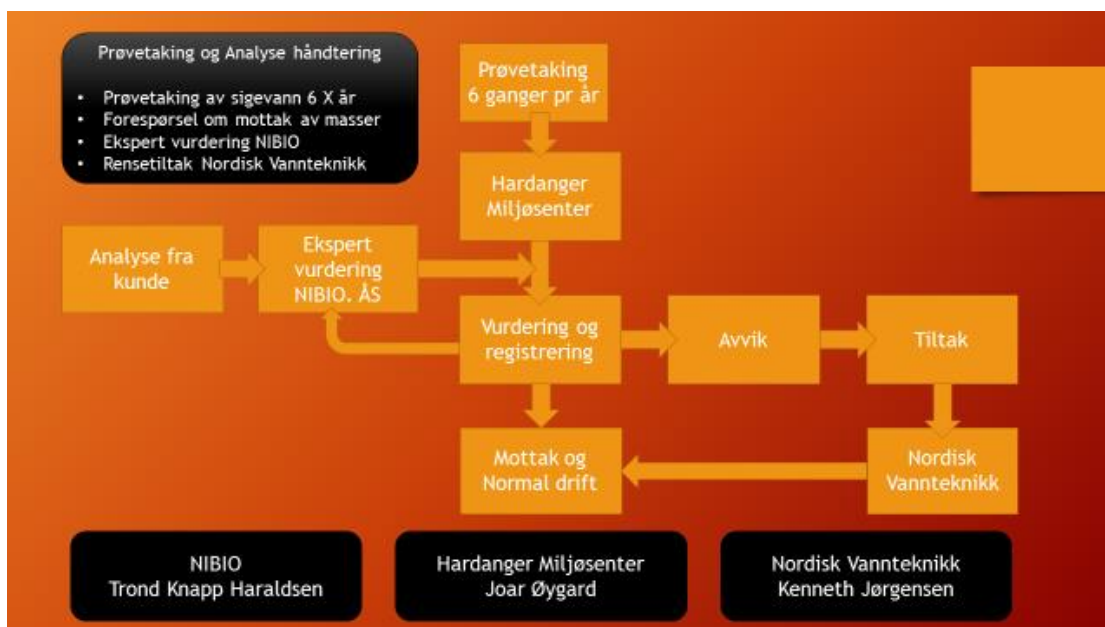 Prøvetaking og Analyse håndtering
• Prøvetaking av sigevann 6 X år
• Forespørsel om mottak av masser
• Ekspert vurdering NIBIO
• Rensetiltak Nordisk Vannteknikk
Prøvetaking
6 ganger pr år
Hardanger
Miljøsenter
Analyse fra
kunde
Ekspert
vurdering
NIBIO. ÅS
Vurdering og
registrering
Avvik
Tiltak
Mottak og
Normal drift
Nordisk
Vannteknikk
NIBIO
Trond Knapp Haraldsen
Hardanger Miljøsenter
Joar Øygard
Nordisk Vannteknikk
Kenneth Jørgensen